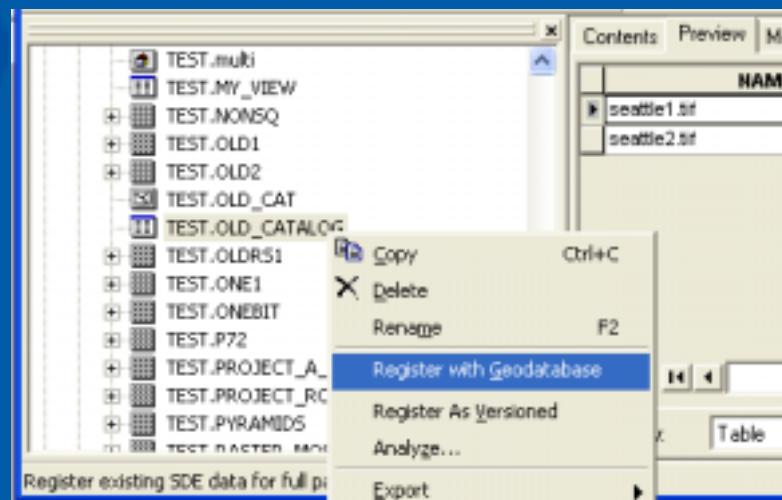 Contents Preview
TEST.multi
TEST.MY_VIEW
TEST.NONSQ
TEST.OLD1
TEST.OLD2
TEST.OLD_CAT
TEST.OLD_CATALOG
TEST.OLDRS1
TEST.ONE1
TEST.ONEBIT
TEST.P72
TEST.PROJECT_A_
TEST.PROJECT_RO
TEST.PYRAMIDS
Register existing SDE data for full
NAM
seattle1.tif
seattle2.tif
Copy Ctrl+C
Delete
Rename F2
Register with Geodatabase
Register As Versioned
Analyze...
Export
Table